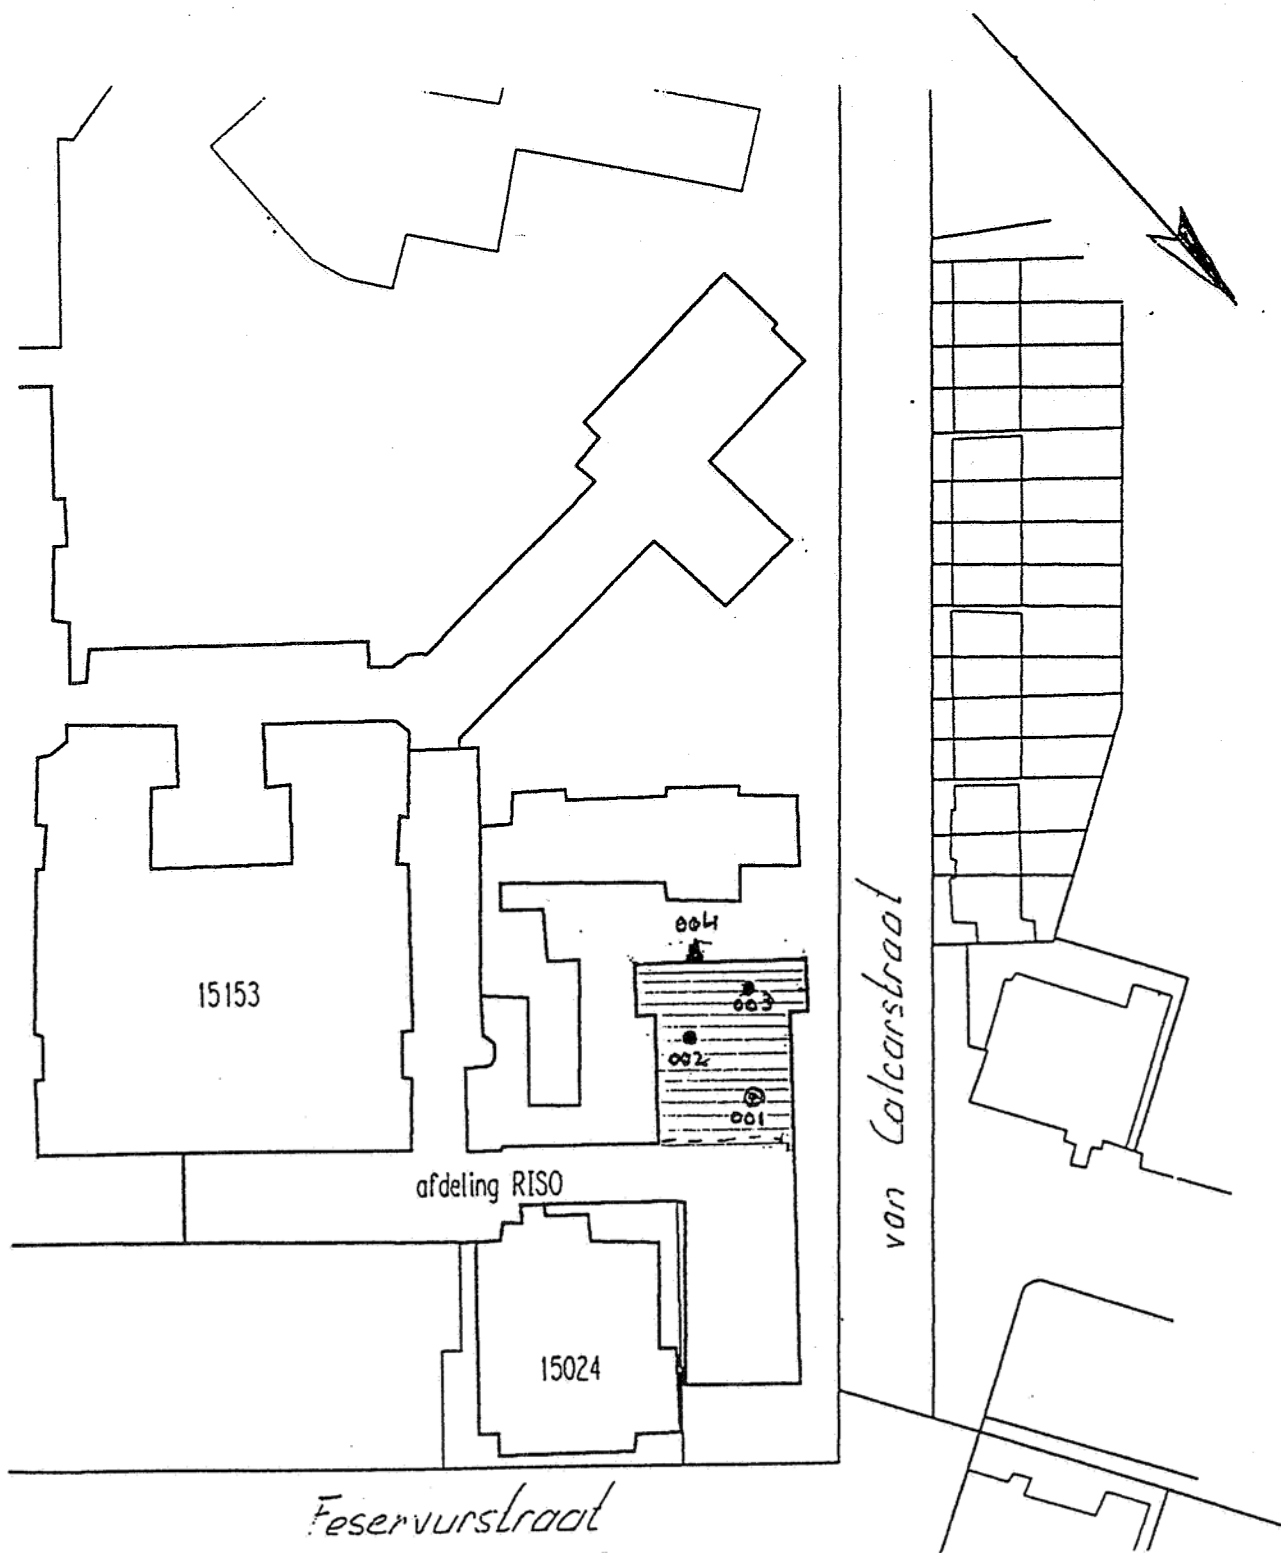 004
003
002
001
15153
afdeling RISO
15024
van Calcarstraat
Feservurstraat